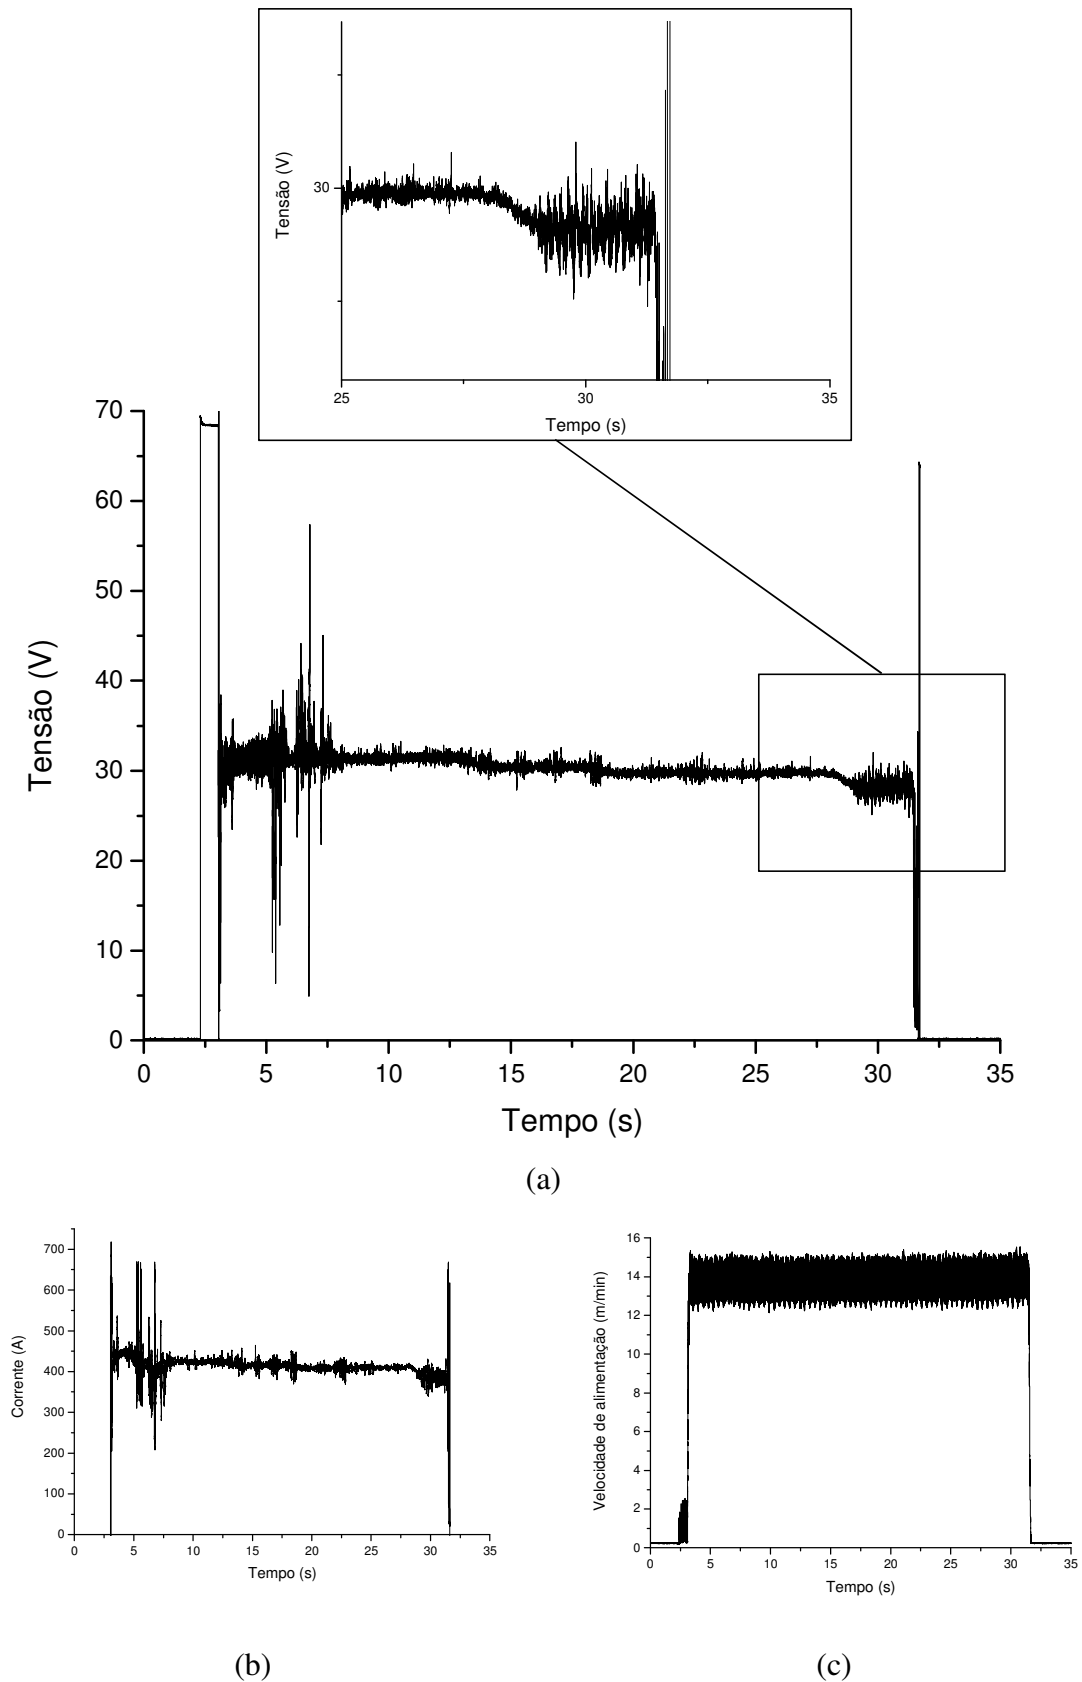 Tensão (V)
30
25 30 35
Tempo (s)
70
60
50
40
30
20
10
0
Tensão (V)
0 5 10 15 20 25 30 35
Tempo (s)
(a)
700
600
500
400
300
200
100
0
Corrente (A)
0 5 10 15 20 25 30 35
Tempo (s)
(b)
16
14
12
10
8
6
4
2
0
Velocidade de alimentação (m/min)
0 5 10 15 20 25 30 35
Tempo (s)
(c)